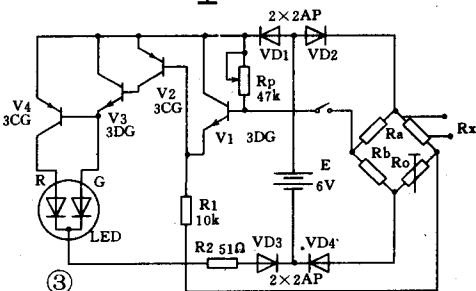 2×2AP
VD1 VD2
V4
3CG
V3
3DG
V2
3CG
V1
3DG
Rp
47k
Ra
Rx
Rb
Ro
E
6V
R G
LED
R1
10k
R2 51Ω
VD3
VD4
2×2AP
③